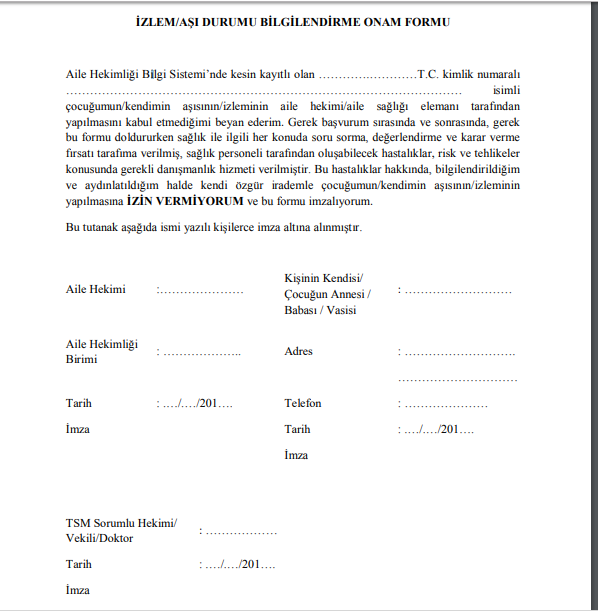 İZLEM/AŞI DURUMU BİLGİLENDİRME ONAM FORMU
Aile Hekimliği Bilgi Sistemi’nde kesin kayıtlı olan ……………………T.C. kimlik numaralı
…………………………………………………………………………………… isimli
çocuğumun/kendimin aşısının/izleminin aile hekimi/aile sağlığı elemanı tarafından
yapılmasını kabul etmediğimi beyan ederim. Gerek başvurum sırasında ve sonrasında, gerek
bu formu doldururken sağlık ile ilgili her konuda soru sorma, değerlendirme ve karar verme
fırsatı tarafıma verilmiş, sağlık personeli tarafından oluşabilecek hastalıklar, risk ve tehlikeler
konusunda gerekli danışmanlık hizmeti verilmiştir. Bu hastalıklar hakkında, bilgilendirildiğim
ve aydınlatıldığım halde kendi özgür irademle çocuğumun/kendimin aşısının/izleminin
yapılmasına İZİN VERMİYORUM ve bu formu imzalıyorum.
Bu tutanak aşağıda ismi yazılı kişilerce imza altına alınmıştır.
Aile Hekimi :…………………
Kişinin Kendisi/
Çocuğun Annesi / : ………………………
Babası / Vasisi
Aile Hekimliği
Birimi : ………………..
Adres : ……………………….
…………………………
Tarih : …./…./201….
Telefon : …………………
İmza
Tarih : …./…./201….
İmza
TSM Sorumlu Hekimi/
Vekili/Doktor : ………………
Tarih : …./…./201….
İmza